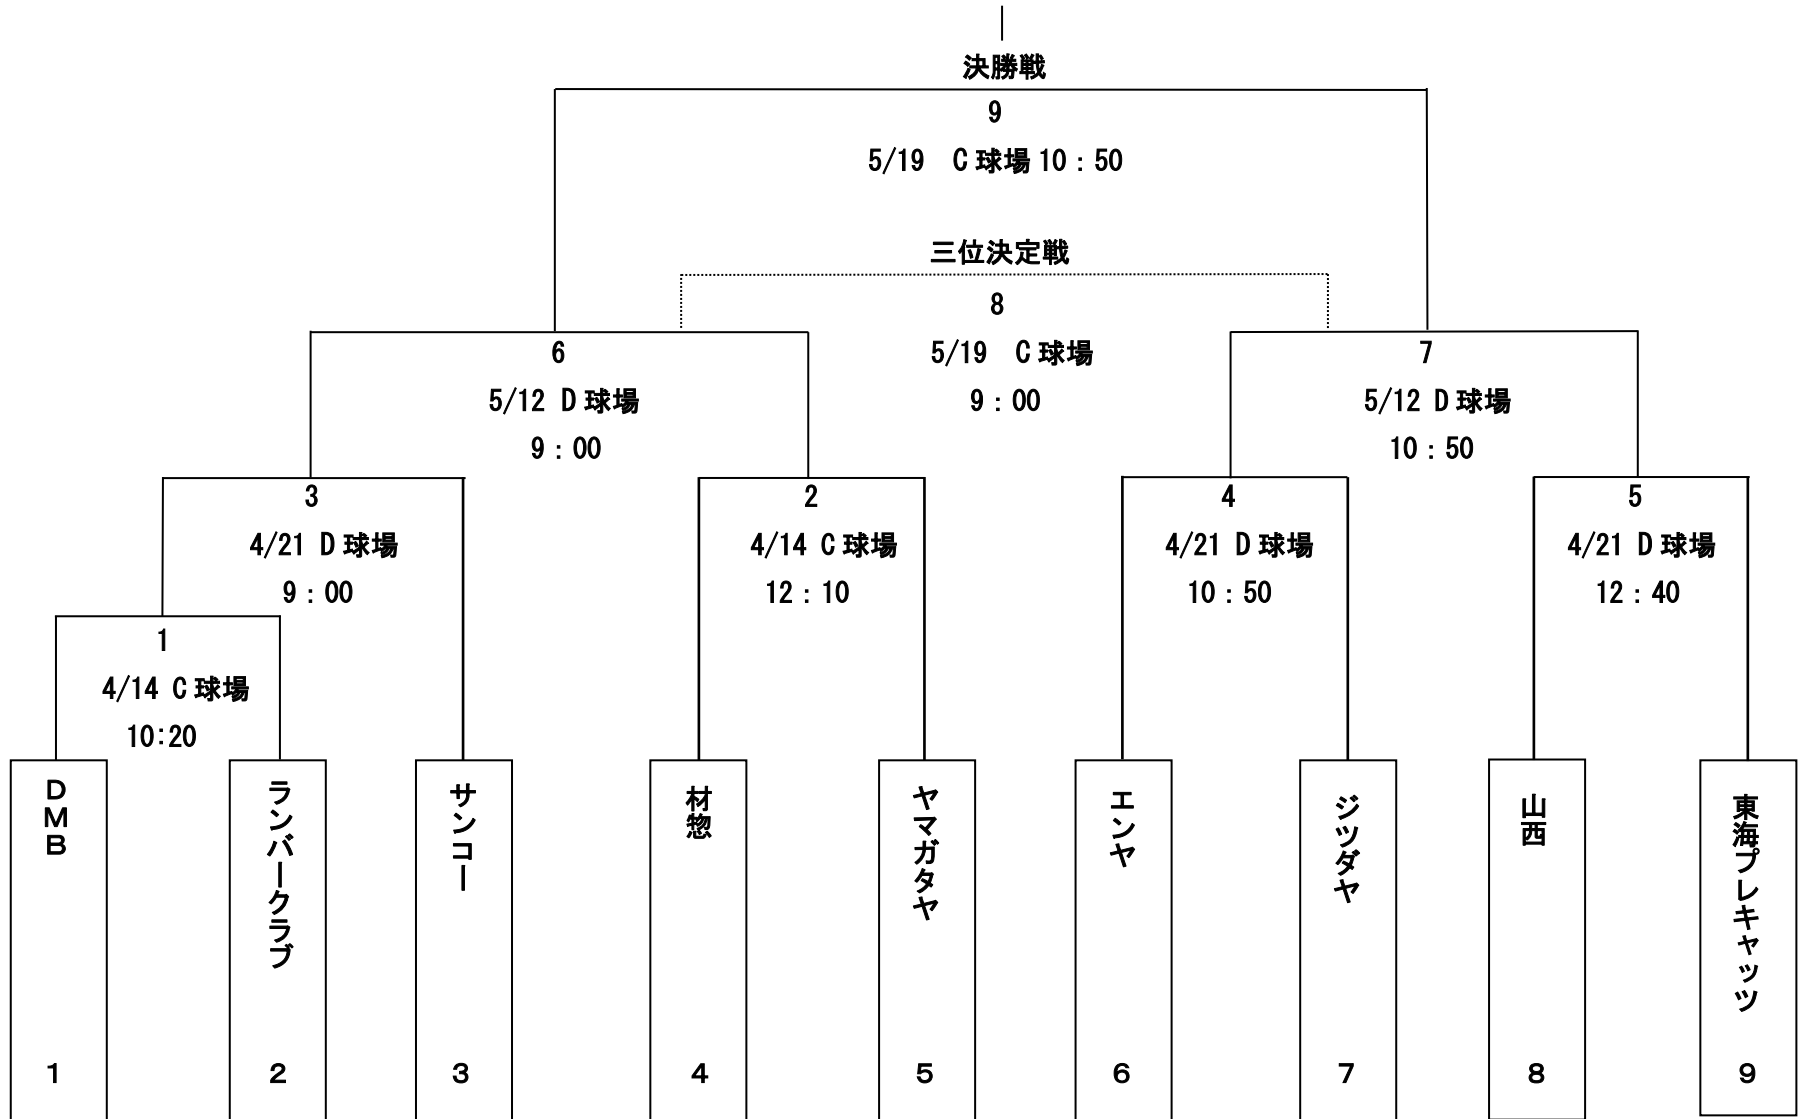 決勝戦
9
5/19　C球場 10：50
三位決定戦
8
5/19　C球場
9：00
6
5/12 D球場
9：00
7
5/12 D球場
10：50
3
4/21 D球場
9：00
2
4/14 C球場
12：10
4
4/21 D球場
10：50
5
4/21 D球場
12：40
1
4/14 C球場
10:20
ＤＭＢ
ランバークラブ
サンコー
材惣
ヤマガタヤ
エンヤ
ジツダヤ
山西
東海プレキャッツ
１
２
３
４
５
６
７
８
９